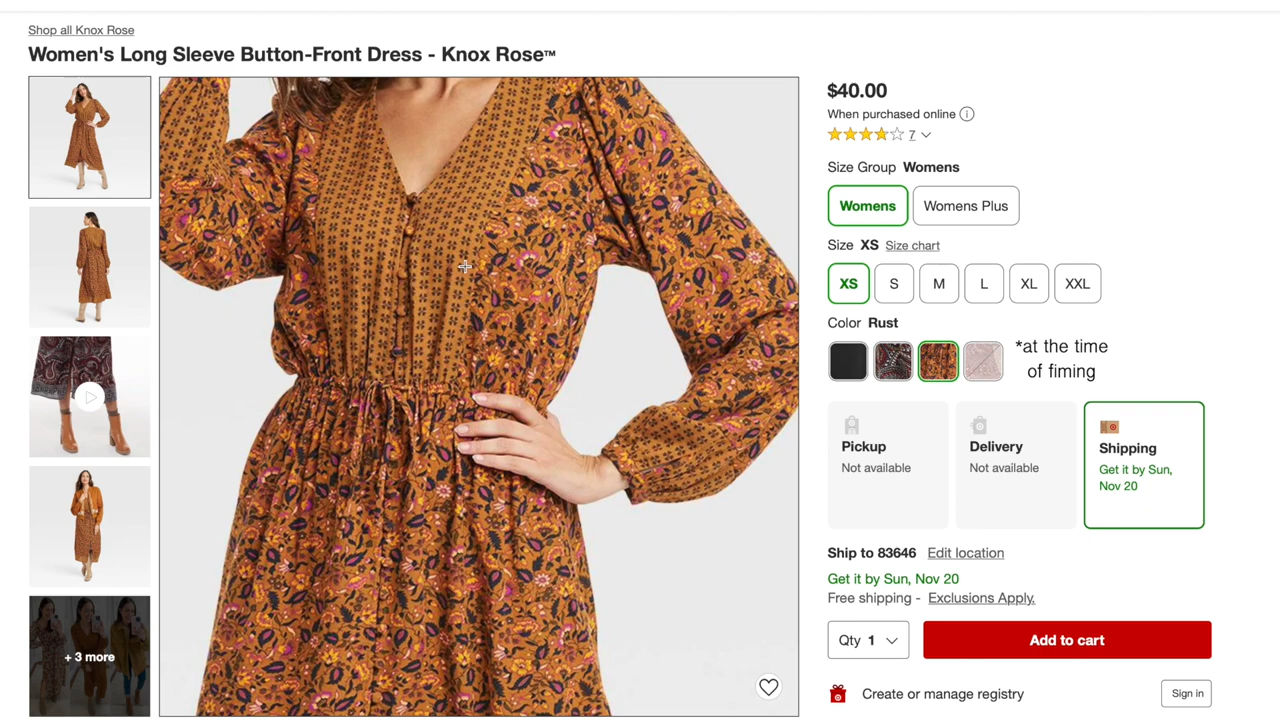 Shop all Knox Rose
Women's Long Sleeve Button-Front Dress - Knox Rose™
+ 3 more
$40.00
When purchased online
7
Size Group Womens
Womens Womens Plus
Size XS Size chart
XS S M L XL XXL
Color Rust
*at the time
of fiming
Pickup
Not available
Delivery
Not available
Shipping
Get it by Sun,
Nov 20
Ship to 83646 Edit location
Get it by Sun, Nov 20
Free shipping - Exclusions Apply.
Qty 1
Add to cart
Create or manage registry
Sign in